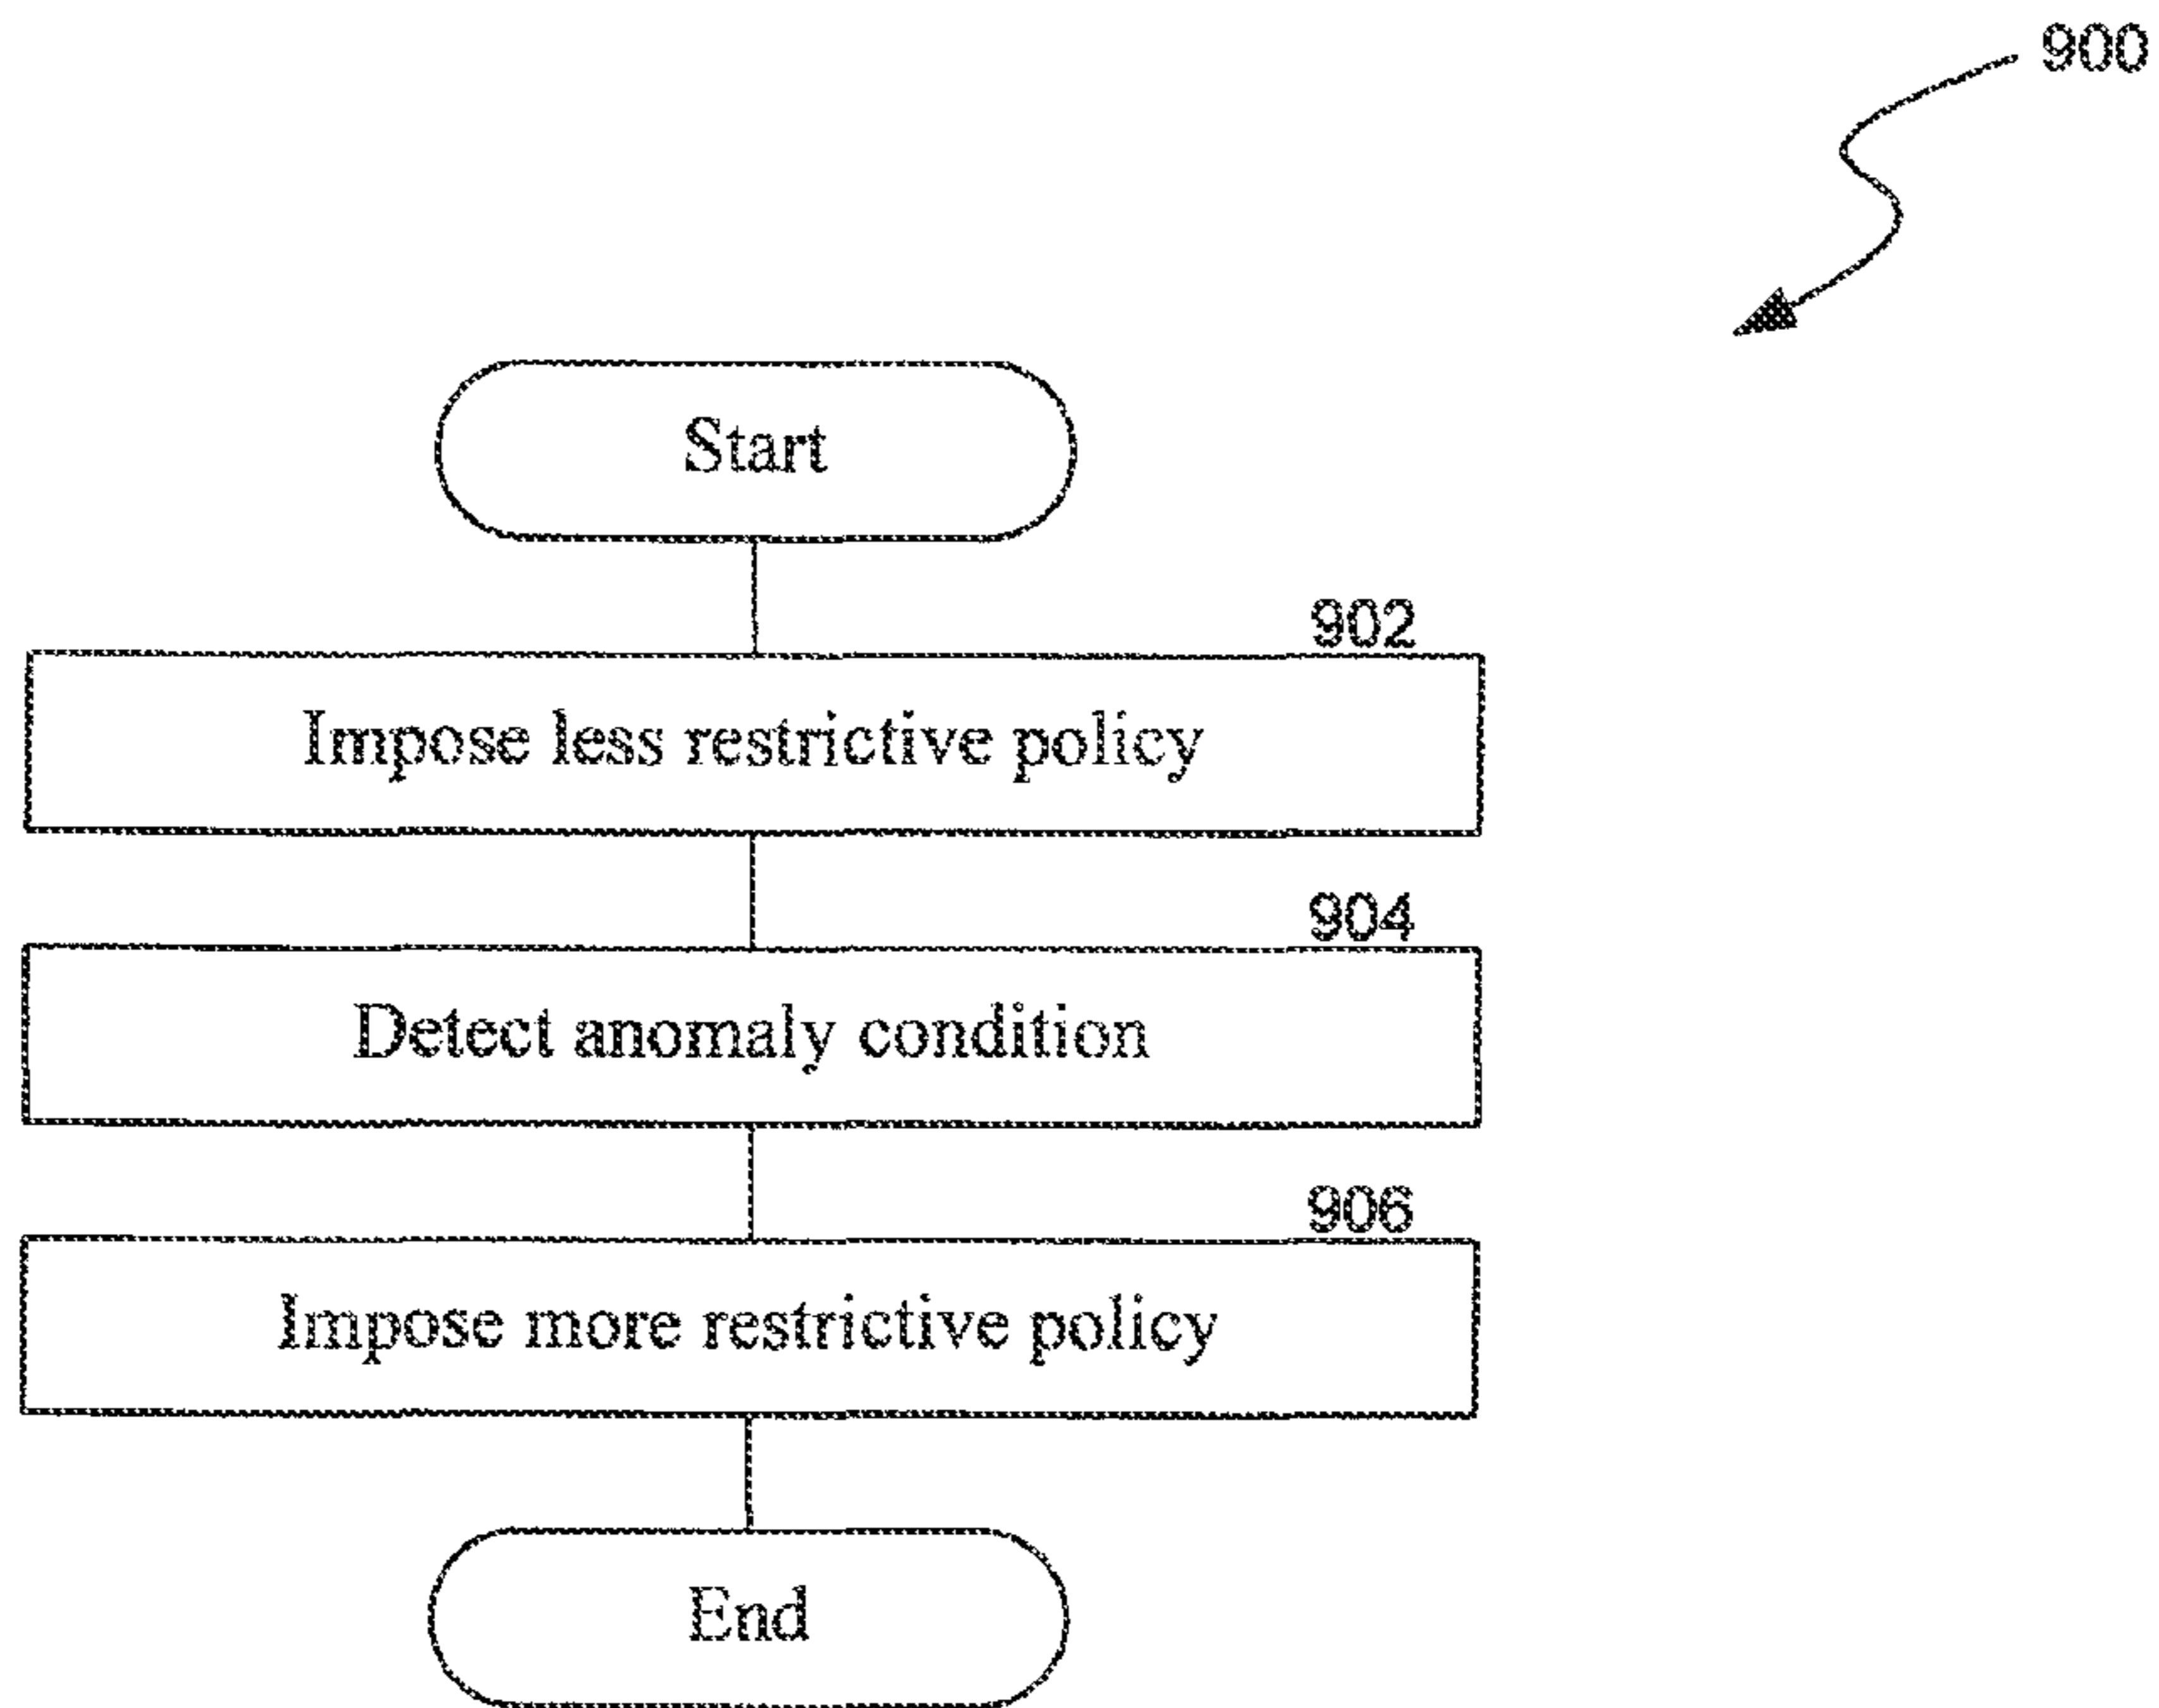 900
Start
902
Impose less restrictive policy
904
Detect anomaly condition
906
Impose more restrictive policy
End